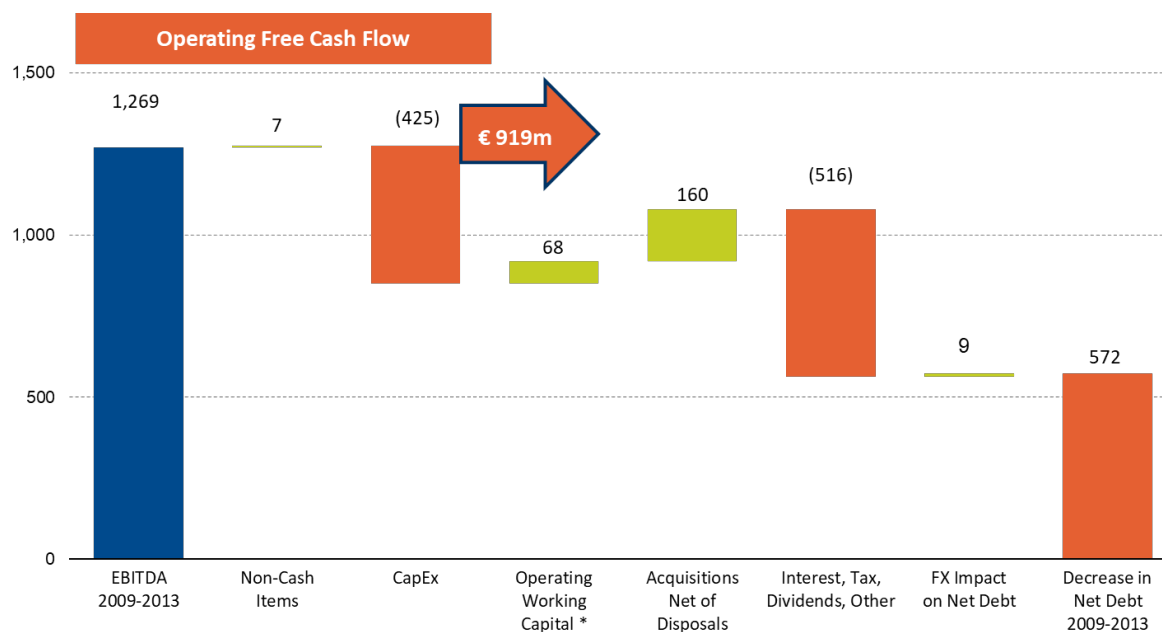 Operating Free Cash Flow
1,500
1,269
7
(425)
€ 919m
(516)
160
1,000
68
9
572
500
0
EBITDA
2009-2013
Non-Cash
Items
CapEx
Operating
Working
Capital *
Acquisitions
Net of
Disposals
Interest, Tax,
Dividends, Other
FX Impact
on Net Debt
Decrease in
Net Debt
2009-2013